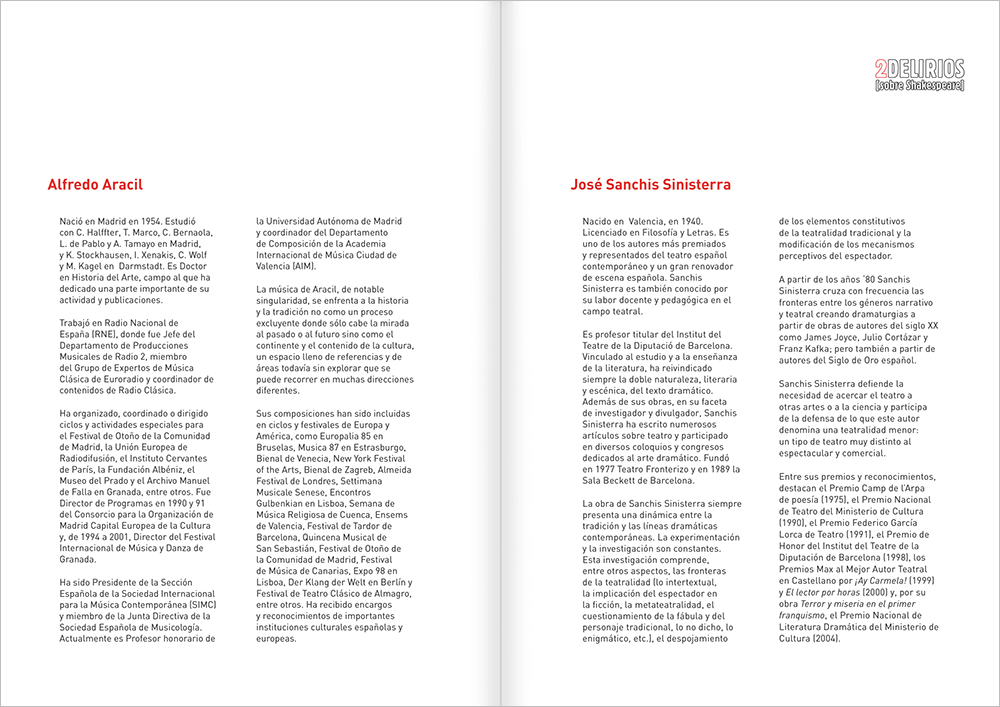 Alfredo Aracil
Nació en Madrid en 1954. Estudió
con C. Halffter, T. Marco, C. Bernaola,
L. de Pablo y A. Tamayo en Madrid,
y K. Stockhausen, I. Xenakis, C. Wolf
y M. Kagel en Darmstadt. Es Doctor
en Historia del Arte, campo al que ha
dedicado una parte importante de su
actividad y publicaciones.
Trabajó en Radio Nacional de
España (RNE), donde fue Jefe del
Departamento de Producciones
Musicales de Radio 2, miembro
del Grupo de Expertos de Música
Clásica de Euroradio y coordinador de
contenidos de Radio Clásica.
Ha organizado, coordinado o dirigido
ciclos y actividades especiales para
el Festival de Otoño de la Comunidad
de Madrid, la Unión Europea de
Radiodifusión, el Instituto Cervantes
de París, la Fundación Albéniz, el
Museo del Prado y el Archivo Manuel
de Falla en Granada, entre otros. Fue
Director de Programas en 1990 y 91
del Consorcio para la Organización de
Madrid Capital Europea de la Cultura
y, de 1994 a 2001, Director del Festival
Internacional de Música y Danza de
Granada.
Ha sido Presidente de la Sección
Española de la Sociedad Internacional
para la Música Contemporánea (SIMC)
y miembro de la Junta Directiva de la
Sociedad Española de Musicología.
Actualmente es Profesor honorario de
la Universidad Autónoma de Madrid
y coordinador del Departamento
de Composición de la Academia
Internacional de Música Ciudad de
Valencia (AIM).
La música de Aracil, de notable
singularidad, se enfrenta a la historia
y la tradición no como un proceso
excluyente donde sólo cabe la mirada
al pasado o al futuro sino como el
continente y el contenido de la cultura,
un espacio lleno de referencias y de
áreas todavía sin explorar que se
puede recorrer en muchas direcciones
diferentes.
Sus composiciones han sido incluidas
en ciclos y festivales de Europa y
América, como Europalia 85 en
Bruselas, Musica 87 en Estrasburgo,
Bienal de Venecia, New York Festival
of the Arts, Bienal de Zagreb, Almeida
Festival de Londres, Settimana
Musicale Senese, Encontros
Gulbenkian en Lisboa, Semana de
Música Religiosa de Cuenca, Ensems
de Valencia, Festival de Tardor de
Barcelona, Quincena Musical de
San Sebastián, Festival de Otoño de
la Comunidad de Madrid, Festival
de Música de Canarias, Expo 98 en
Lisboa, Der Klang der Welt en Berlín y
Festival de Teatro Clásico de Almagro,
entre otros. Ha recibido encargos
y reconocimientos de importantes
instituciones culturales españolas y
europeas.
2DELIRIOS
[sobre Shakespeare]
José Sanchis Sinisterra
Nacido en Valencia, en 1940.
Licenciado en Filosofía y Letras. Es
uno de los autores más premiados
y representados del teatro español
contemporáneo y un gran renovador
de escena española. Sanchis
Sinisterra es también conocido por
su labor docente y pedagógica en el
campo teatral.
Es profesor titular del Institut del
Teatre de la Diputació de Barcelona.
Vinculado al estudio y a la enseñanza
de la literatura, ha reivindicado
siempre la doble naturaleza, literaria
y escénica, del texto dramático.
Además de sus obras, en su faceta
de investigador y divulgador, Sanchis
Sinisterra ha escrito numerosos
artículos sobre teatro y participado
en diversos coloquios y congresos
dedicados al arte dramático. Fundó
en 1977 Teatro Fronterizo y en 1989 la
Sala Beckett de Barcelona.
La obra de Sanchis Sinisterra siempre
presenta una dinámica entre la
tradición y las líneas dramáticas
contemporáneas. La experimentación
y la investigación son constantes.
Esta investigación comprende,
entre otros aspectos, las fronteras
de la teatralidad (lo intertextual,
la implicación del espectador en
la ficción, la metateatralidad, el
cuestionamiento de la fábula y del
personaje tradicional, lo no dicho, lo
enigmático, etc.), el despojamiento
de los elementos constitutivos
de la teatralidad tradicional y la
modificación de los mecanismos
perceptivos del espectador.
A partir de los años '80 Sanchis
Sinisterra cruza con frecuencia las
fronteras entre los géneros narrativo
y teatral creando dramaturgias a
partir de obras de autores del siglo XX
como James Joyce, Julio Cortázar y
Franz Kafka; pero también a partir de
autores del Siglo de Oro español.
Sanchis Sinisterra defiende la
necesidad de acercar el teatro a
otras artes o a la ciencia y participa
de la defensa de lo que este autor
denomina una teatralidad menor:
un tipo de teatro muy distinto al
espectacular y comercial.
Entre sus premios y reconocimientos,
destacan el Premio Camp de l'Arpa
de poesía (1975), el Premio Nacional
de Teatro del Ministerio de Cultura
(1990), el Premio Federico García
Lorca de Teatro (1991), el Premio de
Honor del Institut del Teatre de la
Diputación de Barcelona (1998), los
Premios Max al Mejor Autor Teatral
en Castellano por ¡Ay Carmela! (1999)
y El lector por horas (2000) y, por su
obra Terror y miseria en el primer
franquismo, el Premio Nacional de
Literatura Dramática del Ministerio de
Cultura (2004).